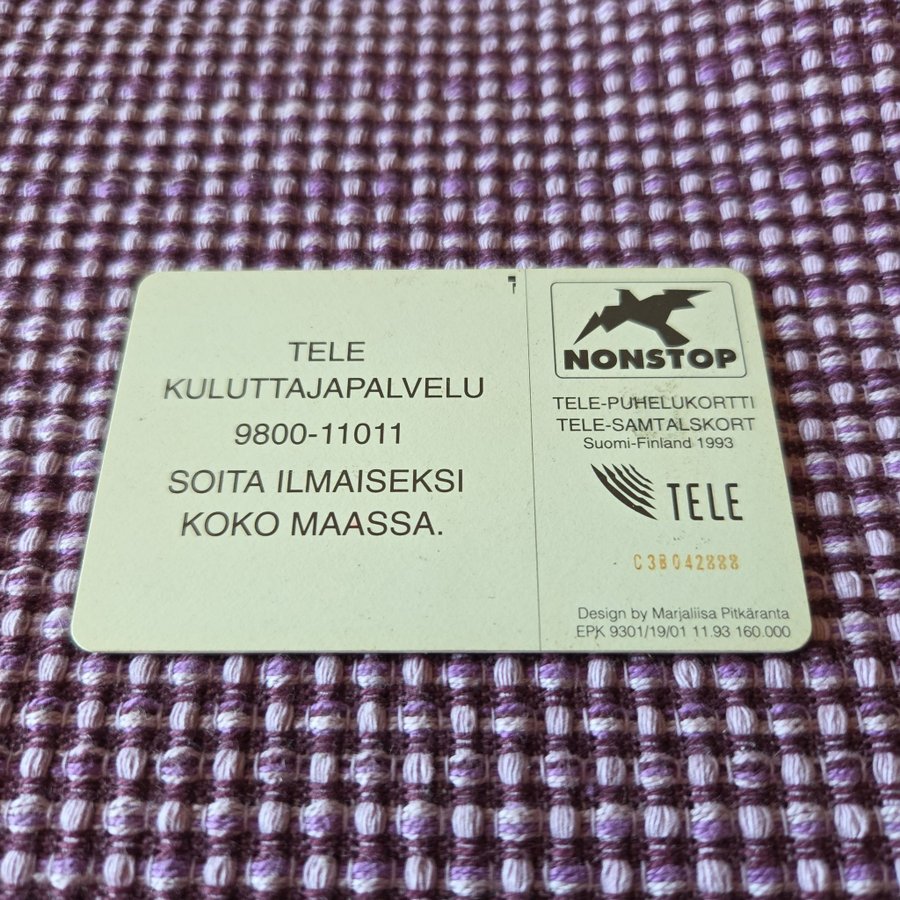 TELE
KULUTTAJAPALVELU
9800-11011
SOITA ILMAISEKSI
KOKO MAASSA.
NONSTOP
TELE-PUHELUKORTTI
TELE-SAMTALSKORT
Suomi-Finland 1993
TELE
C3B042888
Design by Marjaliisa Pitkäranta
EPK 9301/19/01 11.93 160.000